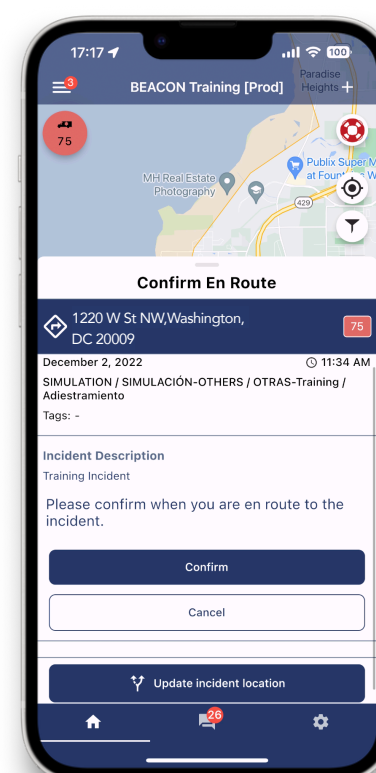 17:17
100
3
BEACON Training [Prod]
Paradise
Heights
75
MH Real Estate
Photography
Publix Super M
at Fount
W
429
Confirm En Route
1220 W St NW,Washington,
DC 20009
75
December 2, 2022
11:34 AM
SIMULATION / SIMULACIÓN-OTHERS / OTRAS-Training /
Adiestramiento
Tags: -
Incident Description
Training Incident
Please confirm when you are en route to the
incident.
Confirm
Cancel
Update incident location
26